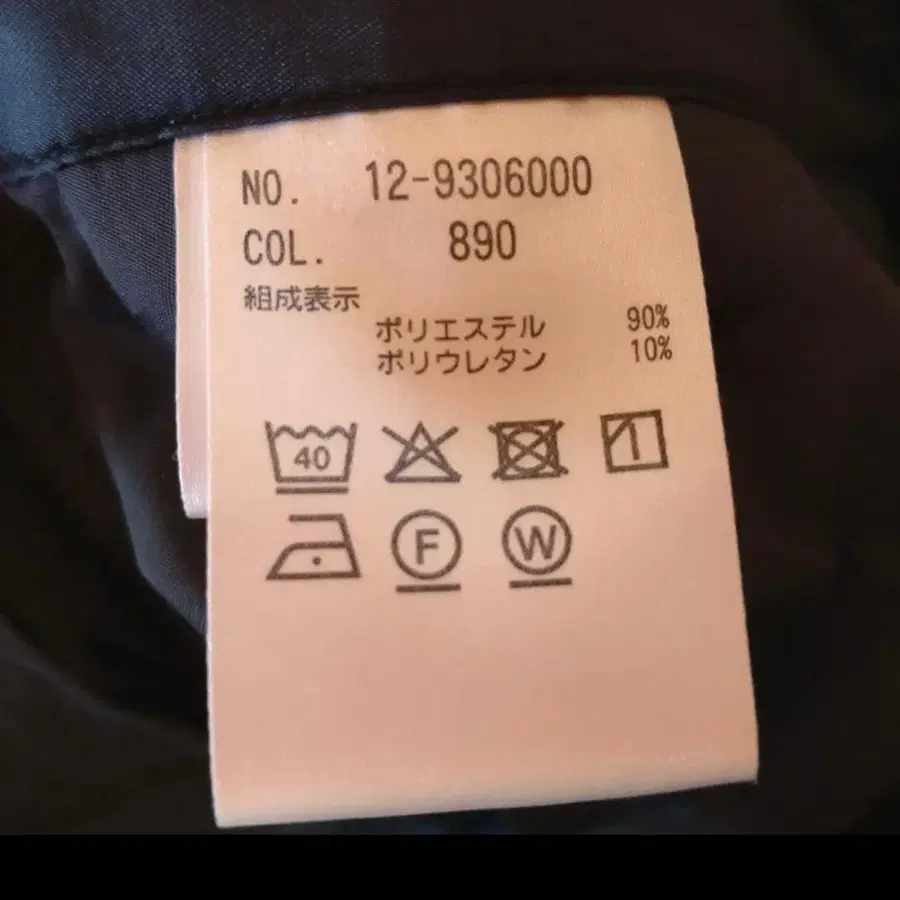 NO. 12-9306000
COL. 890
組成表示
ポリエステル 90%
ポリウレタン 10%
40
F W